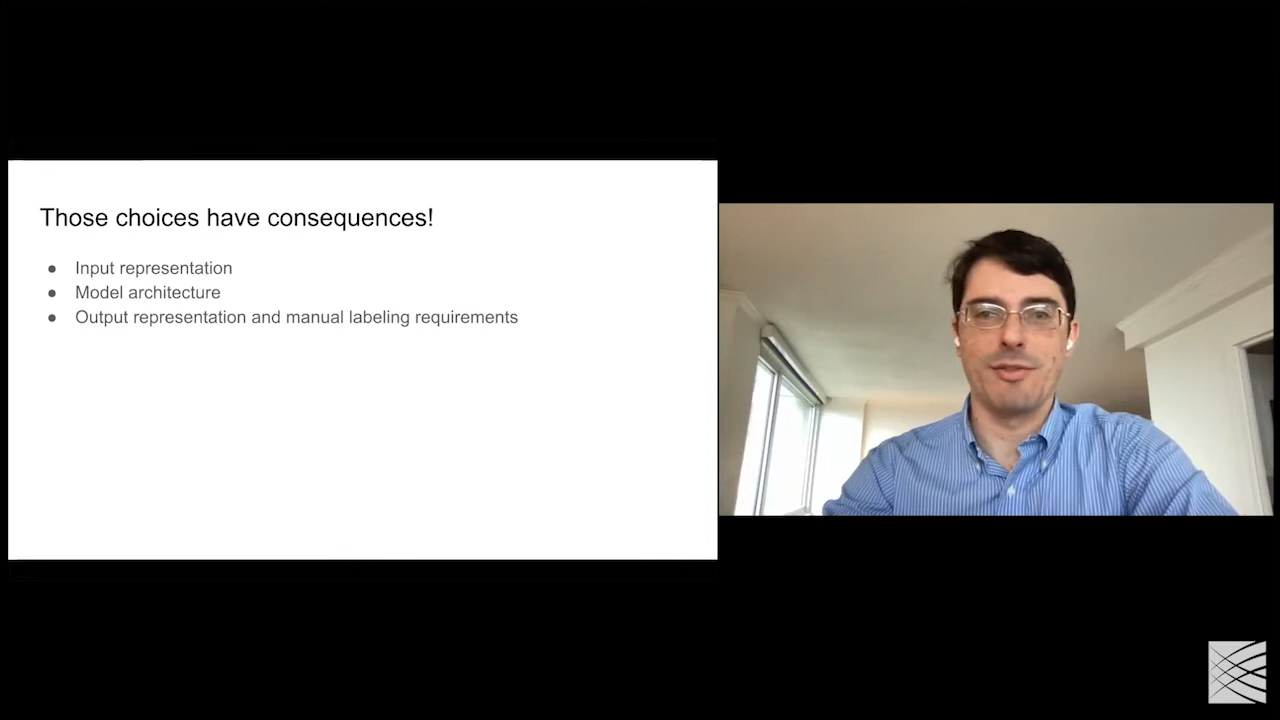 Those choices have consequences!
● Input representation
● Model architecture
● Output representation and manual labeling requirements